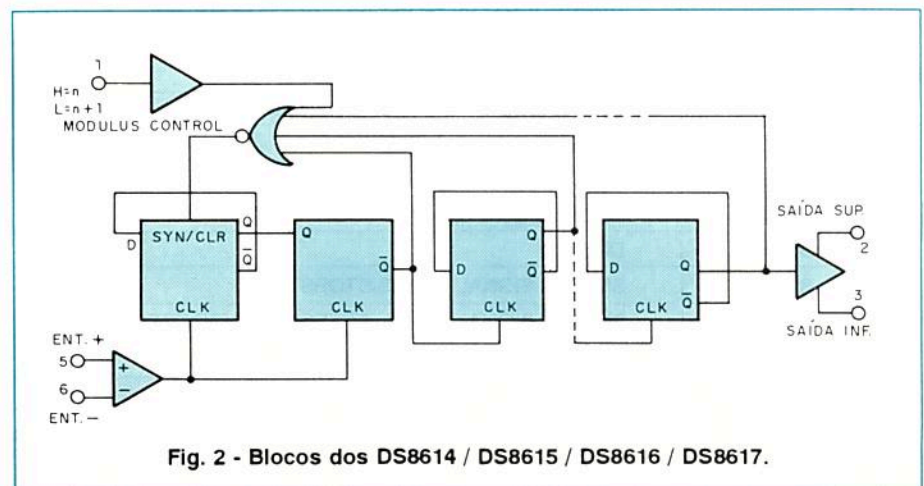 1
H=n
L=n+1
MODULUS CONTROL
D
SYN/CLR
Q
Q̅
CLK
Q
Q̅
CLK
D
Q
Q̅
CLK
D
Q
Q̅
CLK
SAÍDA SUP.
2
3
SAÍDA INF.
ENT. +
5
+
6
−
ENT. −
Fig. 2 - Blocos dos DS8614 / DS8615 / DS8616 / DS8617.